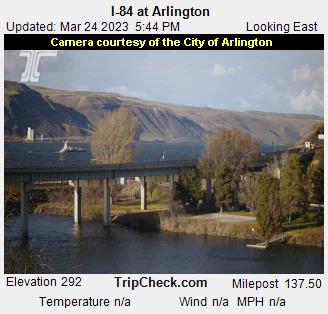 I-84 at Arlington
Updated: Mar 24 2023 5:44 PM Looking East
Camera courtesy of the City of Arlington
Elevation 292 TripCheck.com Milepost 137.50
Temperature n/a Wind n/a MPH n/a